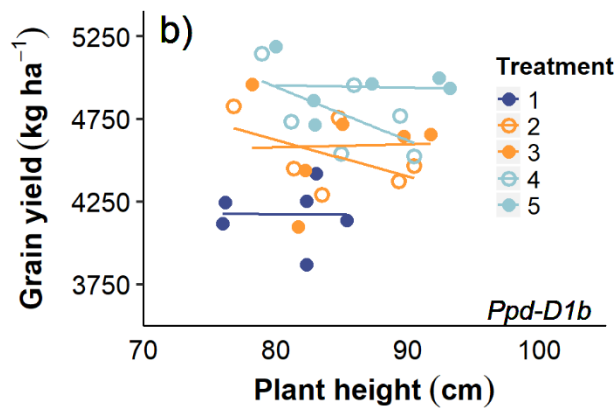 b)
Grain yield (kg ha⁻¹)
5250
4750
4250
3750
70
80
90
100
Plant height (cm)
Ppd-D1b
Treatment
1
2
3
4
5